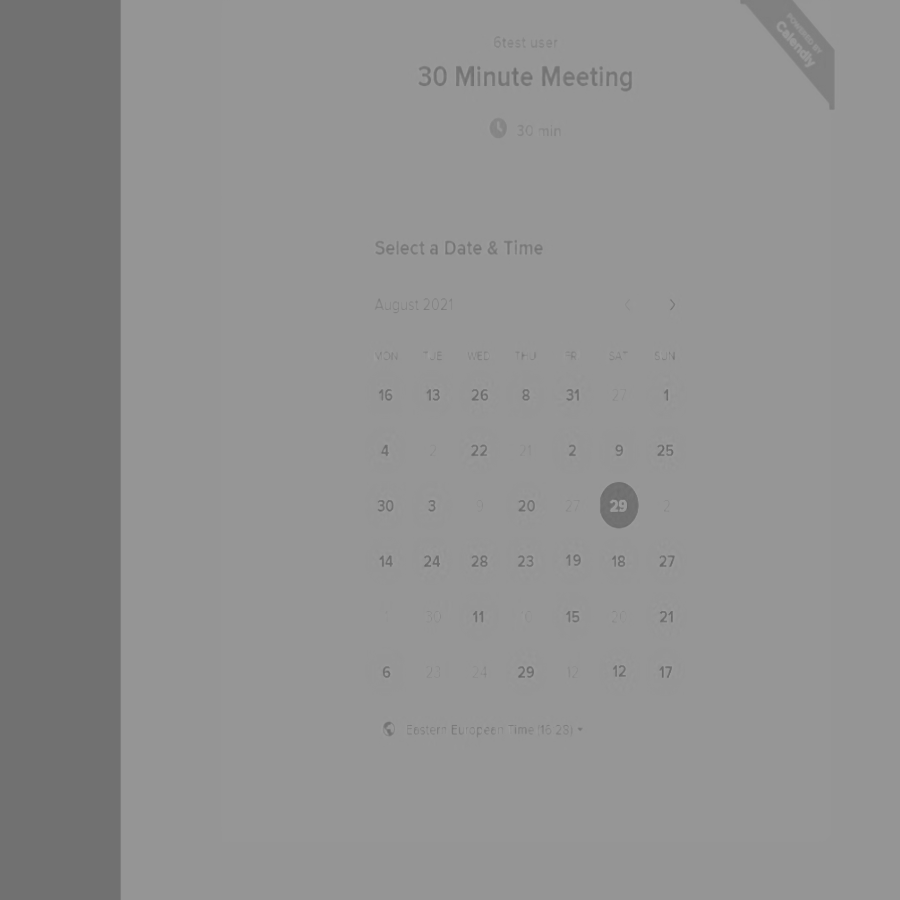 6test user
30 Minute Meeting
30 min
POWERED BY
Calendly
Select a Date & Time
August 2021
MON TUE WED THU FRI SAT SUN
16 13 26 8 31 27 1
4 2 22 21 2 9 25
30 3 9 20 27 29 2
14 24 28 23 19 18 27
30 11 15 21
6 23 24 29 12 12 17
Eastern European Time (16:28)